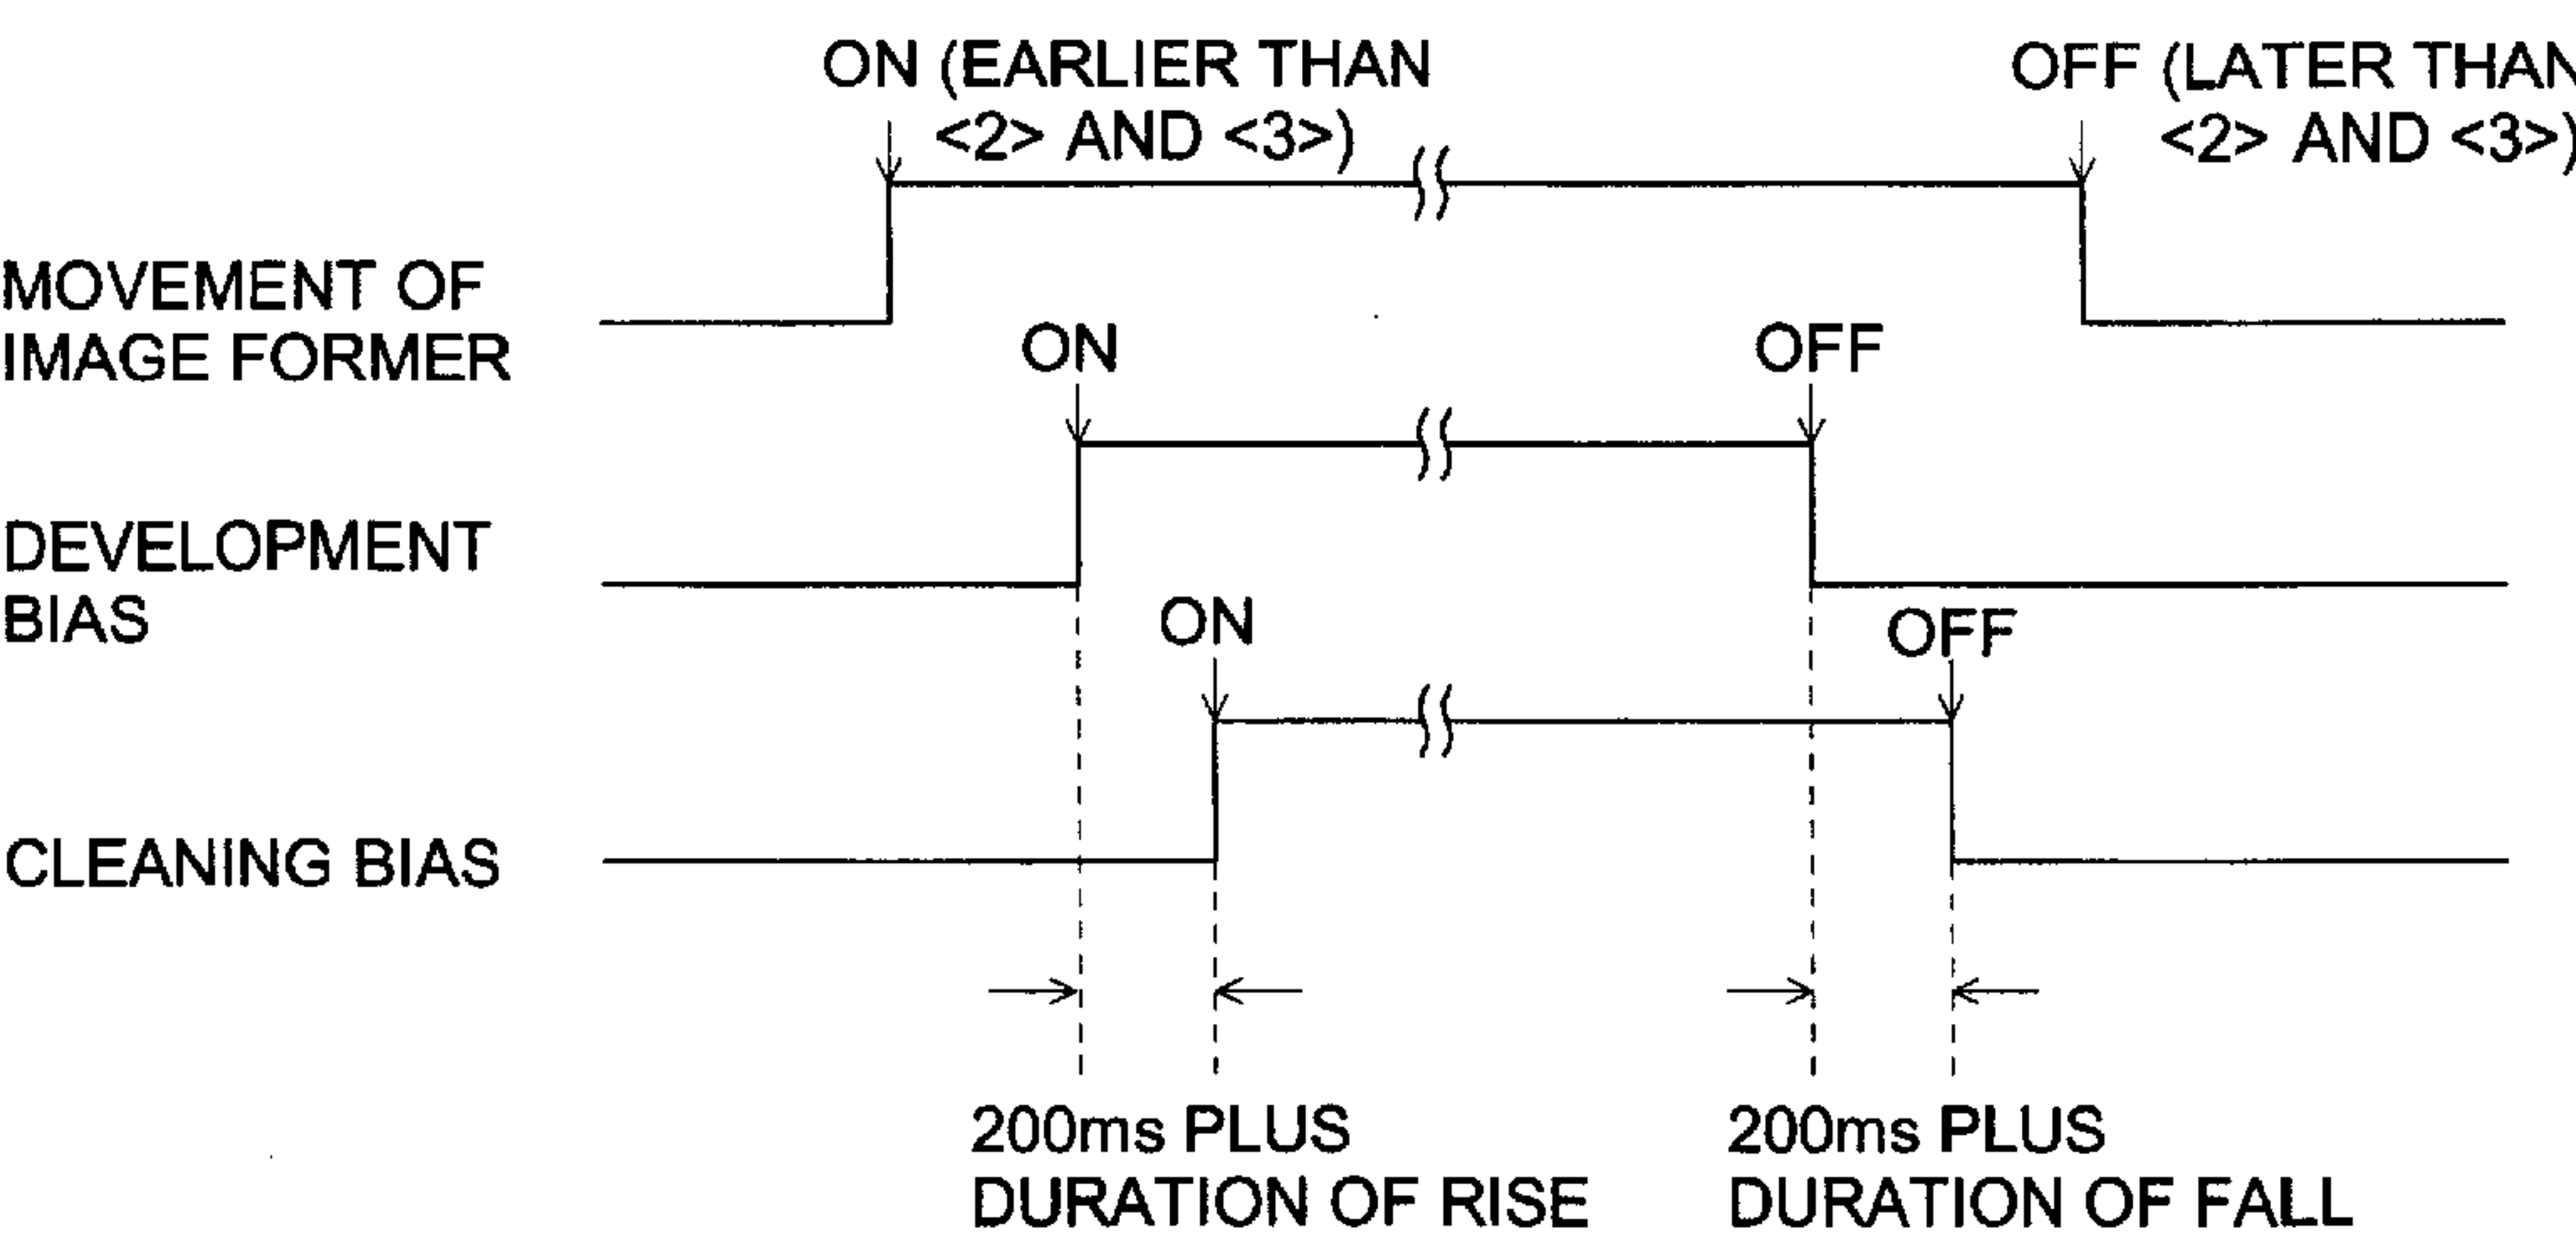 ON (EARLIER THAN
<2> AND <3>)
OFF (LATER THAN
<2> AND <3>)
MOVEMENT OF
IMAGE FORMER
ON
OFF
DEVELOPMENT
BIAS
ON
OFF
CLEANING BIAS
200ms PLUS
DURATION OF RISE
200ms PLUS
DURATION OF FALL